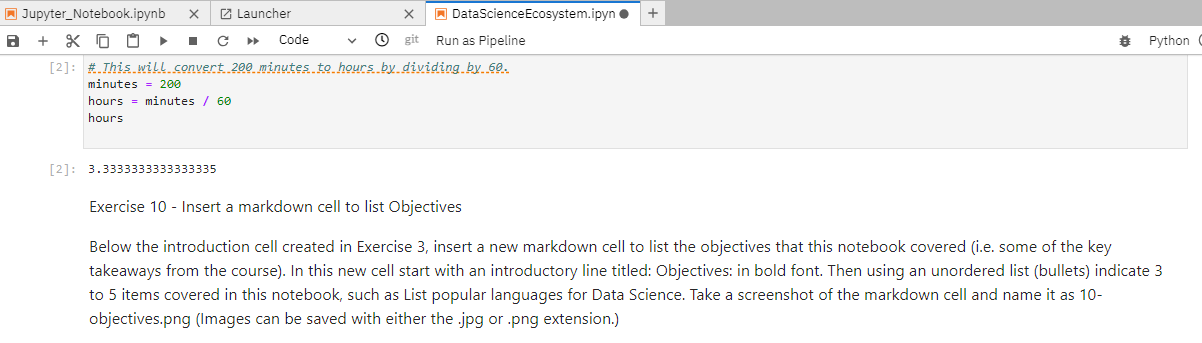 Jupyter_Notebook.ipynb
Launcher
DataScienceEcosystem.ipyn
Code
git
Run as Pipeline
Python
[2]: # This will convert 200 minutes to hours by dividing by 60.
minutes = 200
hours = minutes / 60
hours
[2]: 3.3333333333333335
Exercise 10 - Insert a markdown cell to list Objectives
Below the introduction cell created in Exercise 3, insert a new markdown cell to list the objectives that this notebook covered (i.e. some of the key
takeaways from the course). In this new cell start with an introductory line titled: Objectives: in bold font. Then using an unordered list (bullets) indicate 3
to 5 items covered in this notebook, such as List popular languages for Data Science. Take a screenshot of the markdown cell and name it as 10-
objectives.png (Images can be saved with either the .jpg or .png extension.)